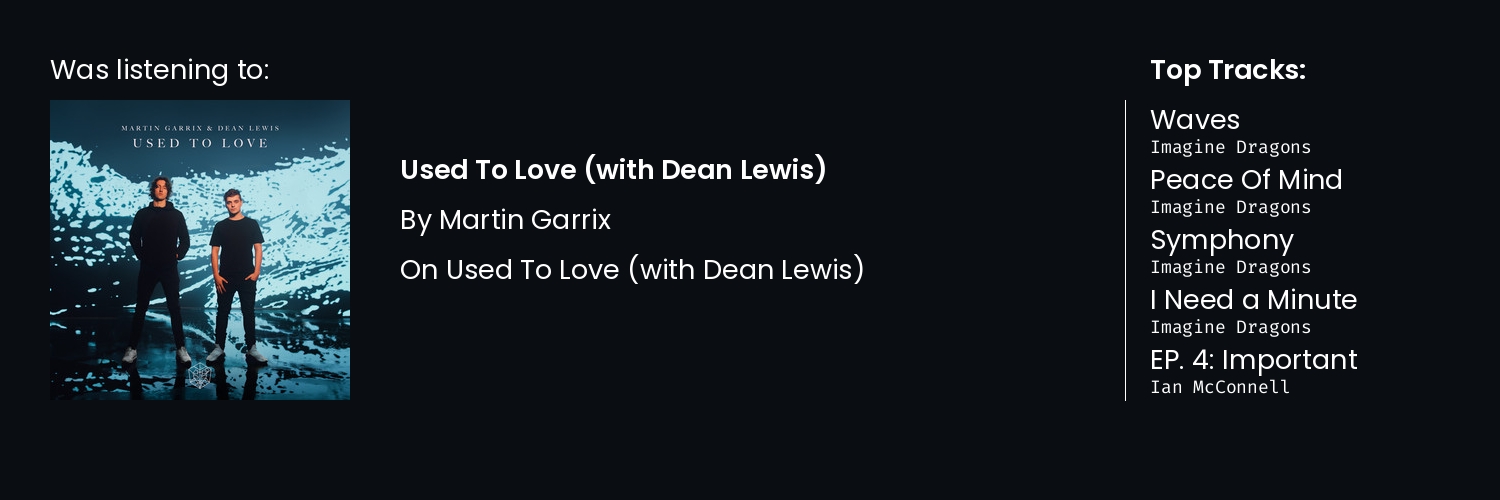 Was listening to:
MARTIN GARRIX & DEAN LEWIS
USED TO LOVE
Used To Love (with Dean Lewis)
By Martin Garrix
On Used To Love (with Dean Lewis)
Top Tracks:
Waves
Imagine Dragons
Peace Of Mind
Imagine Dragons
Symphony
Imagine Dragons
I Need a Minute
Imagine Dragons
EP. 4: Important
Ian McConnell